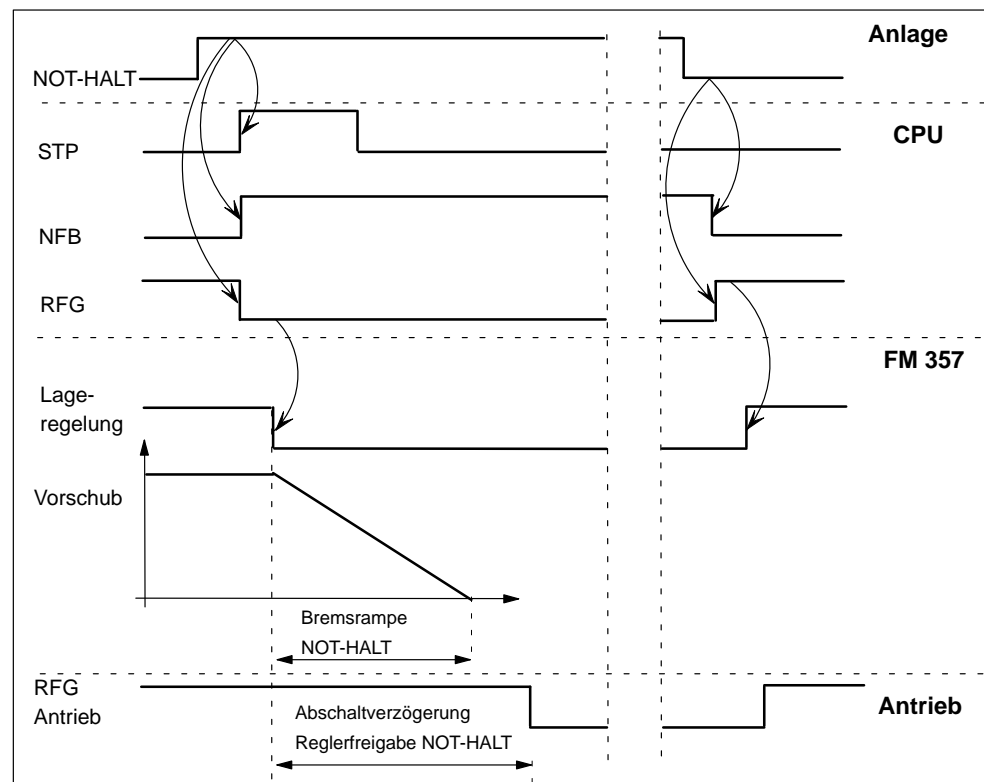 Anlage
NOT-HALT
CPU
STP
NFB
RFG
FM 357
Lage-
regelung
Vorschub
Bremsrampe
NOT-HALT
RFG
Antrieb
Antrieb
Abschaltverzögerung
Reglerfreigabe NOT-HALT